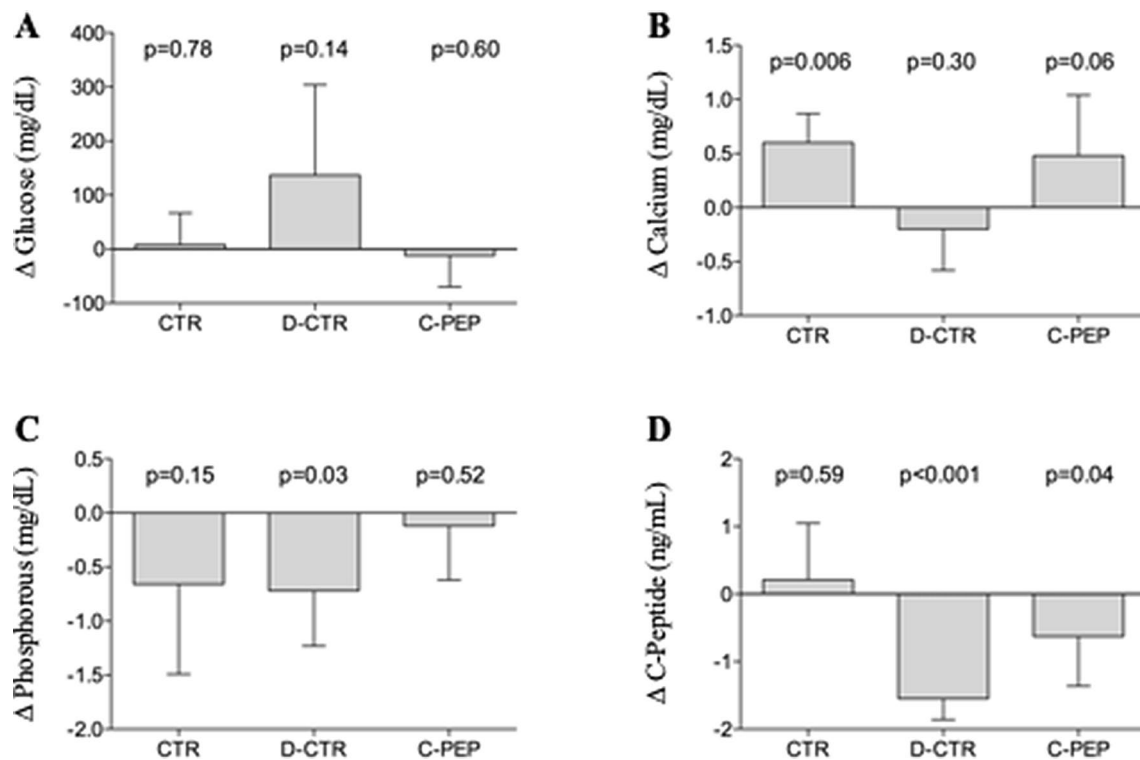 A
Δ Glucose (mg/dL)
400
300
200
100
0
-100
p=0.78 p=0.14 p=0.60
CTR D-CTR C-PEP
B
Δ Calcium (mg/dL)
1.5
1.0
0.5
0.0
-0.5
-1.0
p=0.006 p=0.30 p=0.06
CTR D-CTR C-PEP
C
Δ Phosphorous (mg/dL)
0.5
0.0
-0.5
-1.0
-1.5
-2.0
p=0.15 p=0.03 p=0.52
CTR D-CTR C-PEP
D
Δ C-Peptide (ng/mL)
2
1
0
-1
-2
p=0.59 p<0.001 p=0.04
CTR D-CTR C-PEP